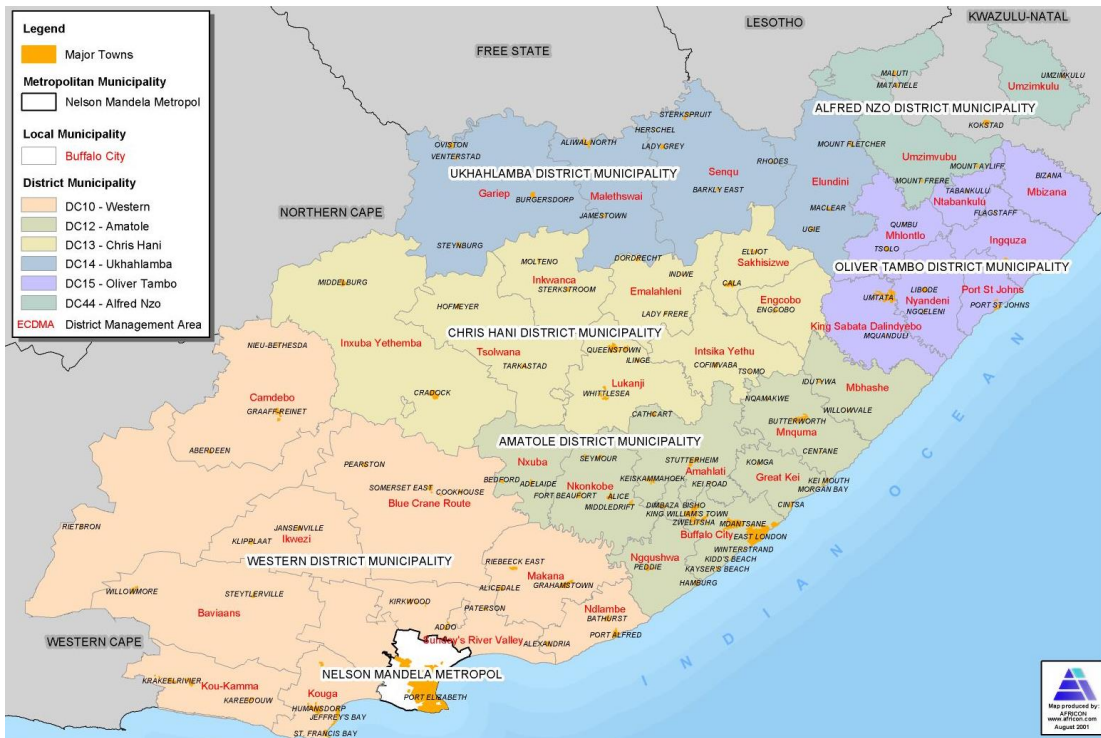 Legend
Major Towns
Metropolitan Municipality
Nelson Mandela Metropol
Local Municipality
Buffalo City
District Municipality
DC10 - Western
DC12 - Amatole
DC13 - Chris Hani
DC14 - Ukhahlamba
DC15 - Oliver Tambo
DC44 - Alfred Nzo
ECDMA District Management Area
FREE STATE
LESOTHO
KWAZULU-NATAL
NORTHERN CAPE
WESTERN CAPE
MALUTI
MATATIELE
UMZIMKULU
Umzimkulu
ALFRED NZO DISTRICT MUNICIPALITY
KOKSTAD
MOUNT FLETCHER
Umzimvubu
MOUNT AYLIFF
MOUNT FRERE
STERKSPRUIT
HERSCHEL
LADY GREY
ALIWAL NORTH
OVISTON
VENTERSTAD
UKHAHLAMBA DISTRICT MUNICIPALITY
RHODES
Senqu
Elundini
Gariep
BURGERSDORP
Malethswai
BARKLY EAST
JAMESTOWN
MACLEAR
UGIE
STEYNBURG
DORDRECHT
BIZANA
Mbizana
TABANKULU
Ntabankulu
FLAGSTAFF
QUMBU
Mhlontlo
TSOLO
Ingquza
OLIVER TAMBO DISTRICT MUNICIPALITY
UMTATA
LIBODE
Nyandeni
NGQELENI
Port St Johns
PORT ST JOHNS
King Sabata Dalindyebo
MQUANDULI
MOLTENO
Inkwanca
STERKSTROOM
INDWE
Emalahleni
LADY FRERE
ELLIOT
Sakhisizwe
CALA
Engcobo
ENGCOBO
MIDDELBURG
HOFMEYER
CHRIS HANI DISTRICT MUNICIPALITY
Inxuba Yethemba
Tsolwana
TARKASTAD
QUEENSTOWN
ILINGE
Intsika Yethu
COFIMVABA
TSOMO
Lukanji
WHITTLESEA
CRADOCK
CATHCART
NIEU-BETHESDA
Camdebo
GRAAFF-REINET
ABERDEEN
AMATOLE DISTRICT MUNICIPALITY
IDUTYWA
Mbhashe
NQAMAKWE
WILLOWVALE
BUTTERWORTH
Mnquma
CENTANE
Nxuba
SEYMOUR
STUTTERHEIM
Amahlati
KOMGA
Great Kei
KEI MOUTH
MORGAN BAY
BEDFORD
ADELAIDE
Nkonkobe
KEISKAMMAHOEK
KEI ROAD
FORT BEAUFORT
ALICE
MIDDLEDRIFT
DIMBAZA
BISHO
KING WILLIAM'S TOWN
ZWELITSHA
MDANTSANE
CINTSA
Buffalo City
EAST LONDON
WINTERSTRAND
KIDD'S BEACH
KAYSER'S BEACH
Ngqushwa
PEDDIE
HAMBURG
PEARSTON
SOMERSET EAST
COOKHOUSE
Blue Crane Route
RIETBRON
JANSENVILLE
KLIPPLAAT
Ikwezi
WESTERN DISTRICT MUNICIPALITY
RIEBEECK EAST
Makana
GRAHAMSTOWN
ALICEDALE
WILLOWMORE
STEYTLERVILLE
Baviaans
KIRKWOOD
PATERSON
ADDO
Ndlambe
BATHURST
PORT ALFRED
Sunday's River Valley
ALEXANDRIA
NELSON MANDELA METROPOL
PORT ELIZABETH
KRAKEELRIVIER
Kou-Kamma
KAREEDOUW
Kouga
HUMANSDORP
JEFFREY'S BAY
ST. FRANCIS BAY
INDIAN OCEAN
Map produced by:
AFRICON
www.africon.com
August 2001